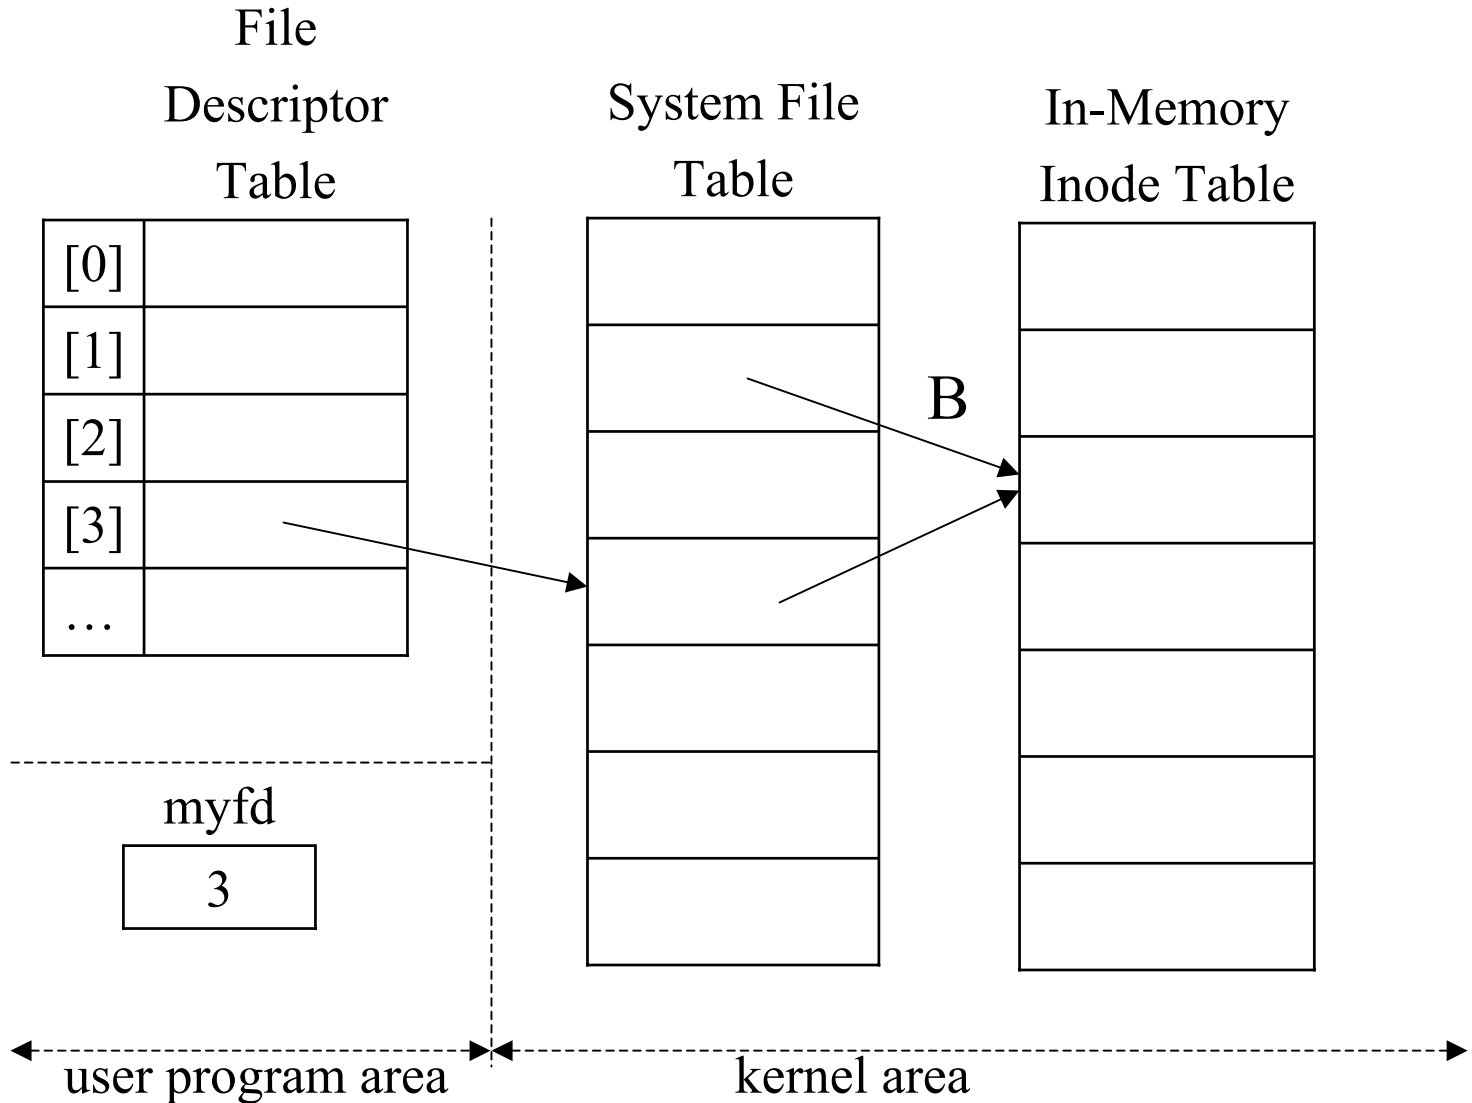 File
Descriptor
Table
System File
Table
In-Memory
Inode Table
[0]
[1]
[2]
[3]
…
B
myfd
3
user program area
kernel area